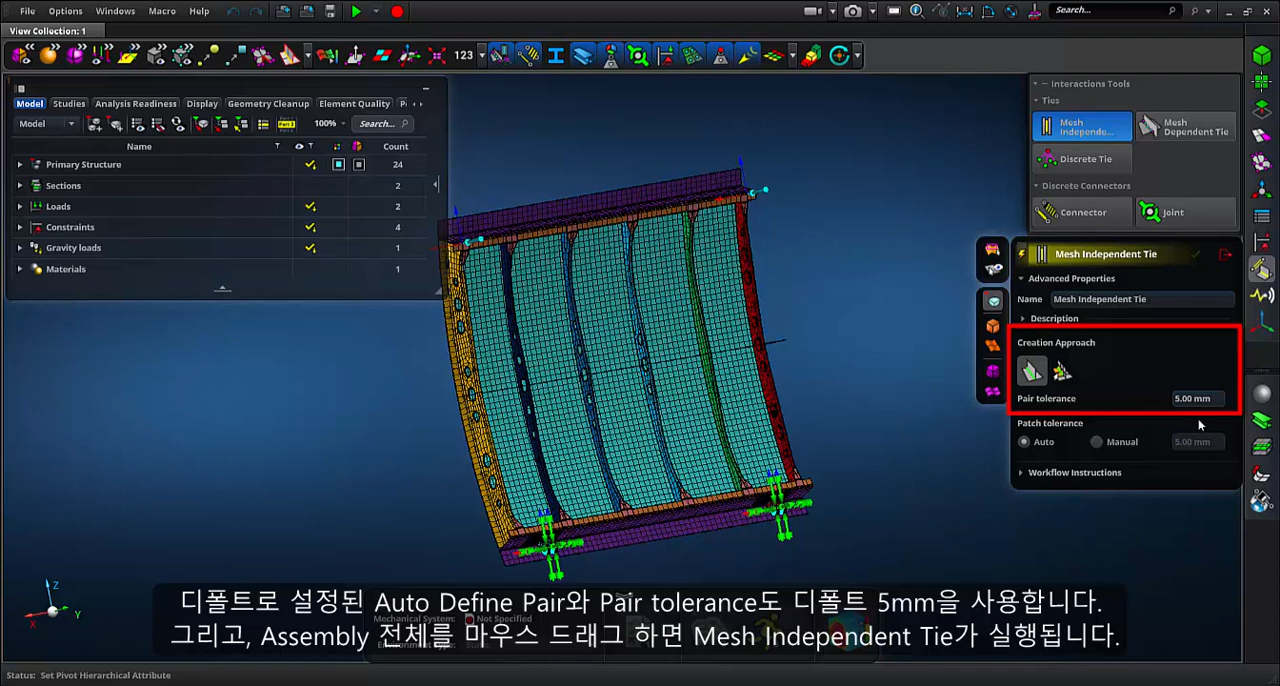 File Options Windows Macro Help Search...
View Collection: 1
123
Model Studies Analysis Readiness Display Geometry Cleanup Element Quality
Model 100% Search...
Name Count
Primary Structure 24
Sections 2
Loads 2
Constraints 4
Gravity loads 1
Materials 1
Interactions Tools
Ties
Mesh Independe...
Mesh Dependent Tie
Discrete Tie
Discrete Connectors
Connector Joint
Mesh Independent Tie
Advanced Properties
Name Mesh Independent Tie
Description
Creation Approach
Pair tolerance 5.00 mm
Patch tolerance
Auto Manual 5.00 mm
Workflow Instructions
Z
Y
X
디폴트로 설정된 Auto Define Pair와 Pair tolerance도 디폴트 5mm을 사용합니다.
Mechanical System: Not Specified
그리고, Assembly 전체를 마우스 드래그 하면 Mesh Independent Tie가 실행됩니다.
Status: Set Pivot Hierarchical Attribute